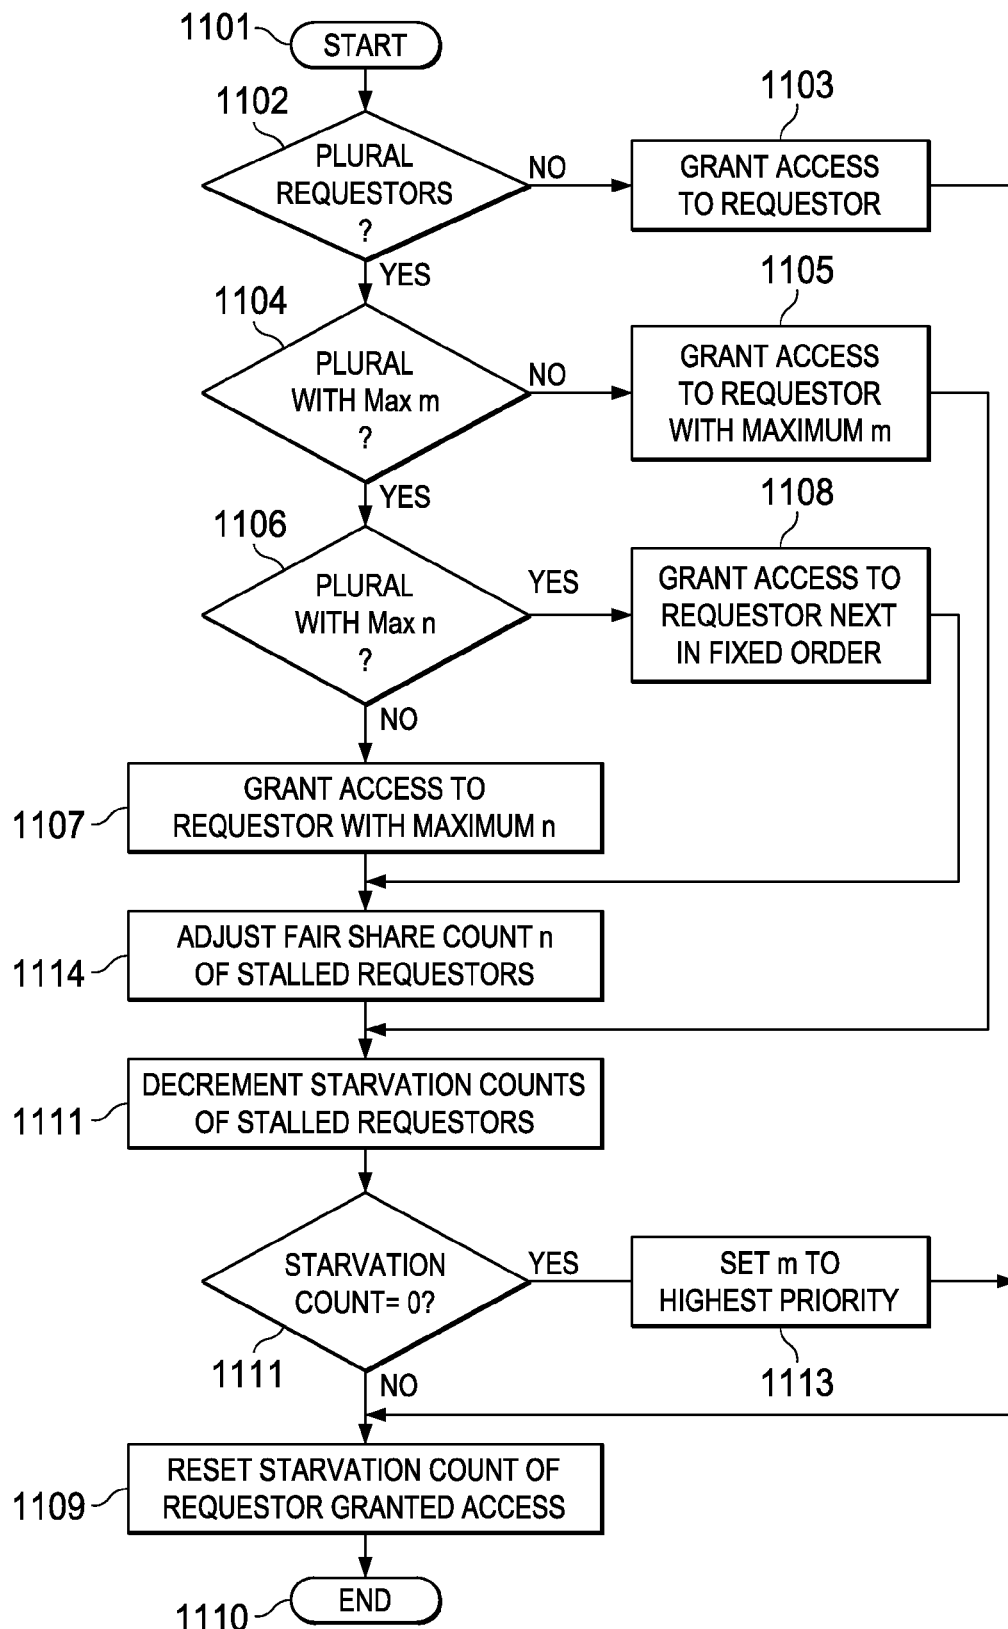 1101
START
1102
PLURAL
REQUESTORS
?
NO
1103
GRANT ACCESS
TO REQUESTOR
YES
1104
PLURAL
WITH Max m
?
NO
1105
GRANT ACCESS
TO REQUESTOR
WITH MAXIMUM m
YES
1106
PLURAL
WITH Max n
?
YES
1108
GRANT ACCESS TO
REQUESTOR NEXT
IN FIXED ORDER
NO
1107
GRANT ACCESS TO
REQUESTOR WITH MAXIMUM n
1114
ADJUST FAIR SHARE COUNT n
OF STALLED REQUESTORS
1111
DECREMENT STARVATION COUNTS
OF STALLED REQUESTORS
STARVATION
COUNT= 0?
1111
YES
SET m TO
HIGHEST PRIORITY
1113
NO
1109
RESET STARVATION COUNT OF
REQUESTOR GRANTED ACCESS
1110
END